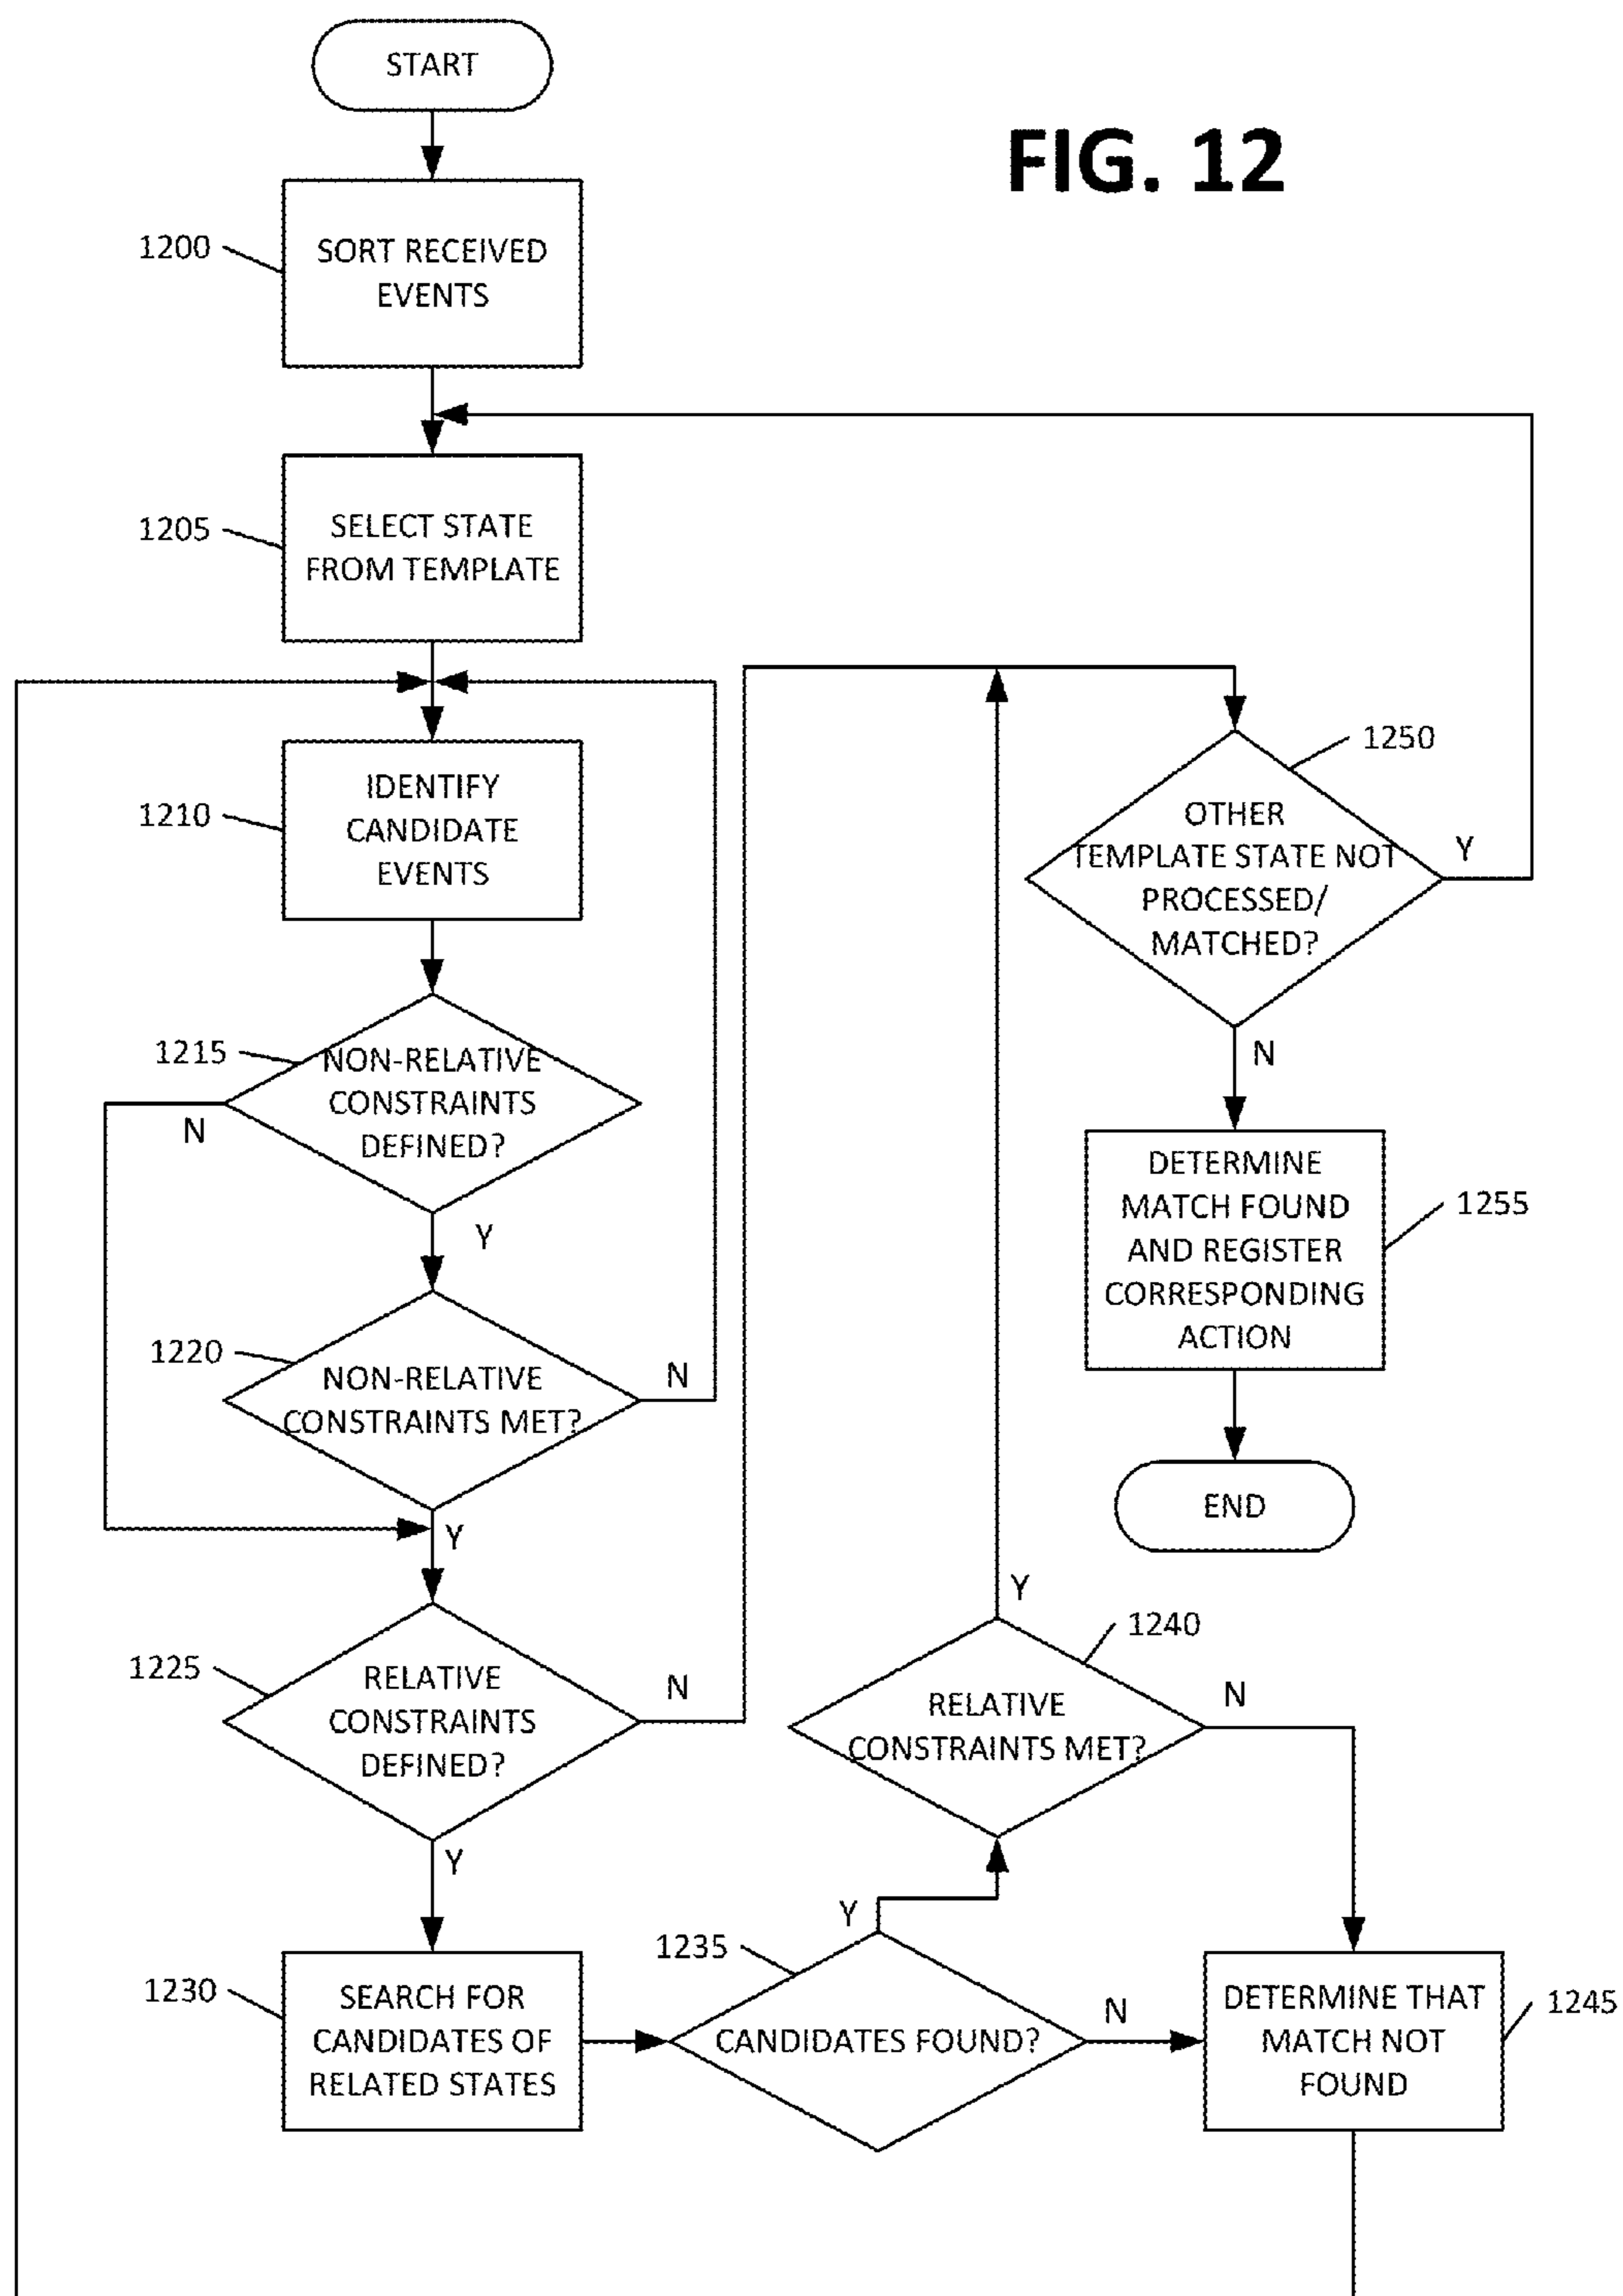 START
FIG. 12
1200
SORT RECEIVED
EVENTS
1205
SELECT STATE
FROM TEMPLATE
1210
IDENTIFY
CANDIDATE
EVENTS
1215
NON-RELATIVE
CONSTRAINTS
DEFINED?
N
Y
1220
NON-RELATIVE
CONSTRAINTS MET?
N
Y
1225
RELATIVE
CONSTRAINTS
DEFINED?
N
Y
1230
SEARCH FOR
CANDIDATES OF
RELATED STATES
1235
CANDIDATES FOUND?
Y
N
1240
RELATIVE
CONSTRAINTS MET?
Y
N
1245
DETERMINE THAT
MATCH NOT
FOUND
1250
OTHER
TEMPLATE STATE NOT
PROCESSED/
MATCHED?
Y
N
1255
DETERMINE
MATCH FOUND
AND REGISTER
CORRESPONDING
ACTION
END